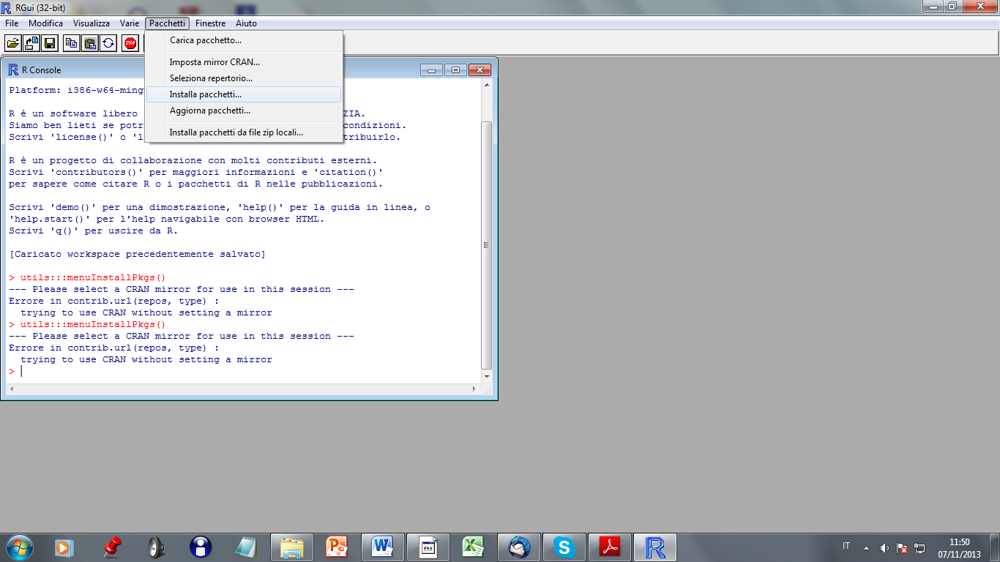 RGui (32-bit)
File Modifica Visualizza Varie Pacchetti Finestre Aiuto
STOP
Carica pacchetto...
Imposta mirror CRAN...
Seleziona repertorio...
Installa pacchetti...
Aggiorna pacchetti...
Installa pacchetti da file zip locali...
R Console
Platform: i386-w64-ming
R è un software libero ZIA.
Siamo ben lieti se potr condizioni.
Scrivi 'license()' o 'l tribuirlo.
R è un progetto di collaborazione con molti contributi esterni.
Scrivi 'contributors()' per maggiori informazioni e 'citation()'
per sapere come citare R o i pacchetti di R nelle pubblicazioni.
Scrivi 'demo()' per una dimostrazione, 'help()' per la guida in linea, o
'help.start()' per l'help navigabile con browser HTML.
Scrivi 'q()' per uscire da R.
[Caricato workspace precedentemente salvato]
> utils:::menuInstallPkgs()
--- Please select a CRAN mirror for use in this session ---
Errore in contrib.url(repos, type) :
trying to use CRAN without setting a mirror
> utils:::menuInstallPkgs()
--- Please select a CRAN mirror for use in this session ---
Errore in contrib.url(repos, type) :
trying to use CRAN without setting a mirror
>
IT 11:50
07/11/2013